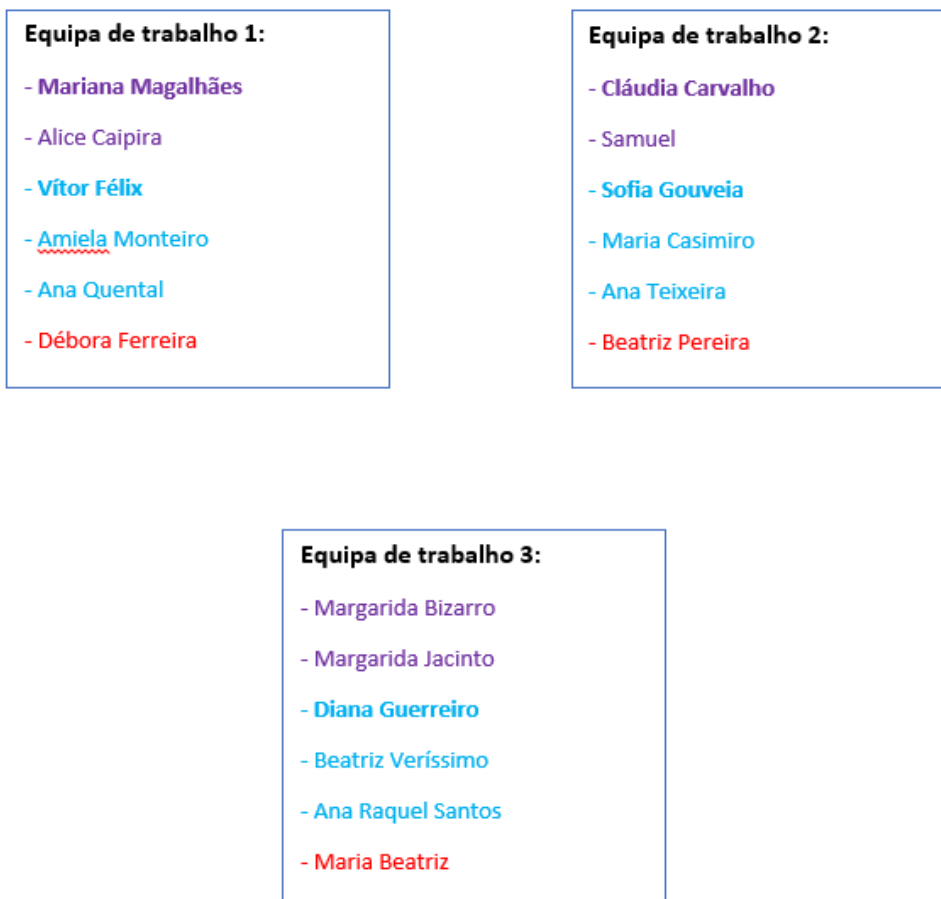 Equipa de trabalho 1:
- Mariana Magalhães
- Alice Caipira
- Vítor Félix
- Amiela Monteiro
- Ana Quental
- Débora Ferreira
Equipa de trabalho 2:
- Cláudia Carvalho
- Samuel
- Sofia Gouveia
- Maria Casimiro
- Ana Teixeira
- Beatriz Pereira
Equipa de trabalho 3:
- Margarida Bizarro
- Margarida Jacinto
- Diana Guerreiro
- Beatriz Veríssimo
- Ana Raquel Santos
- Maria Beatriz